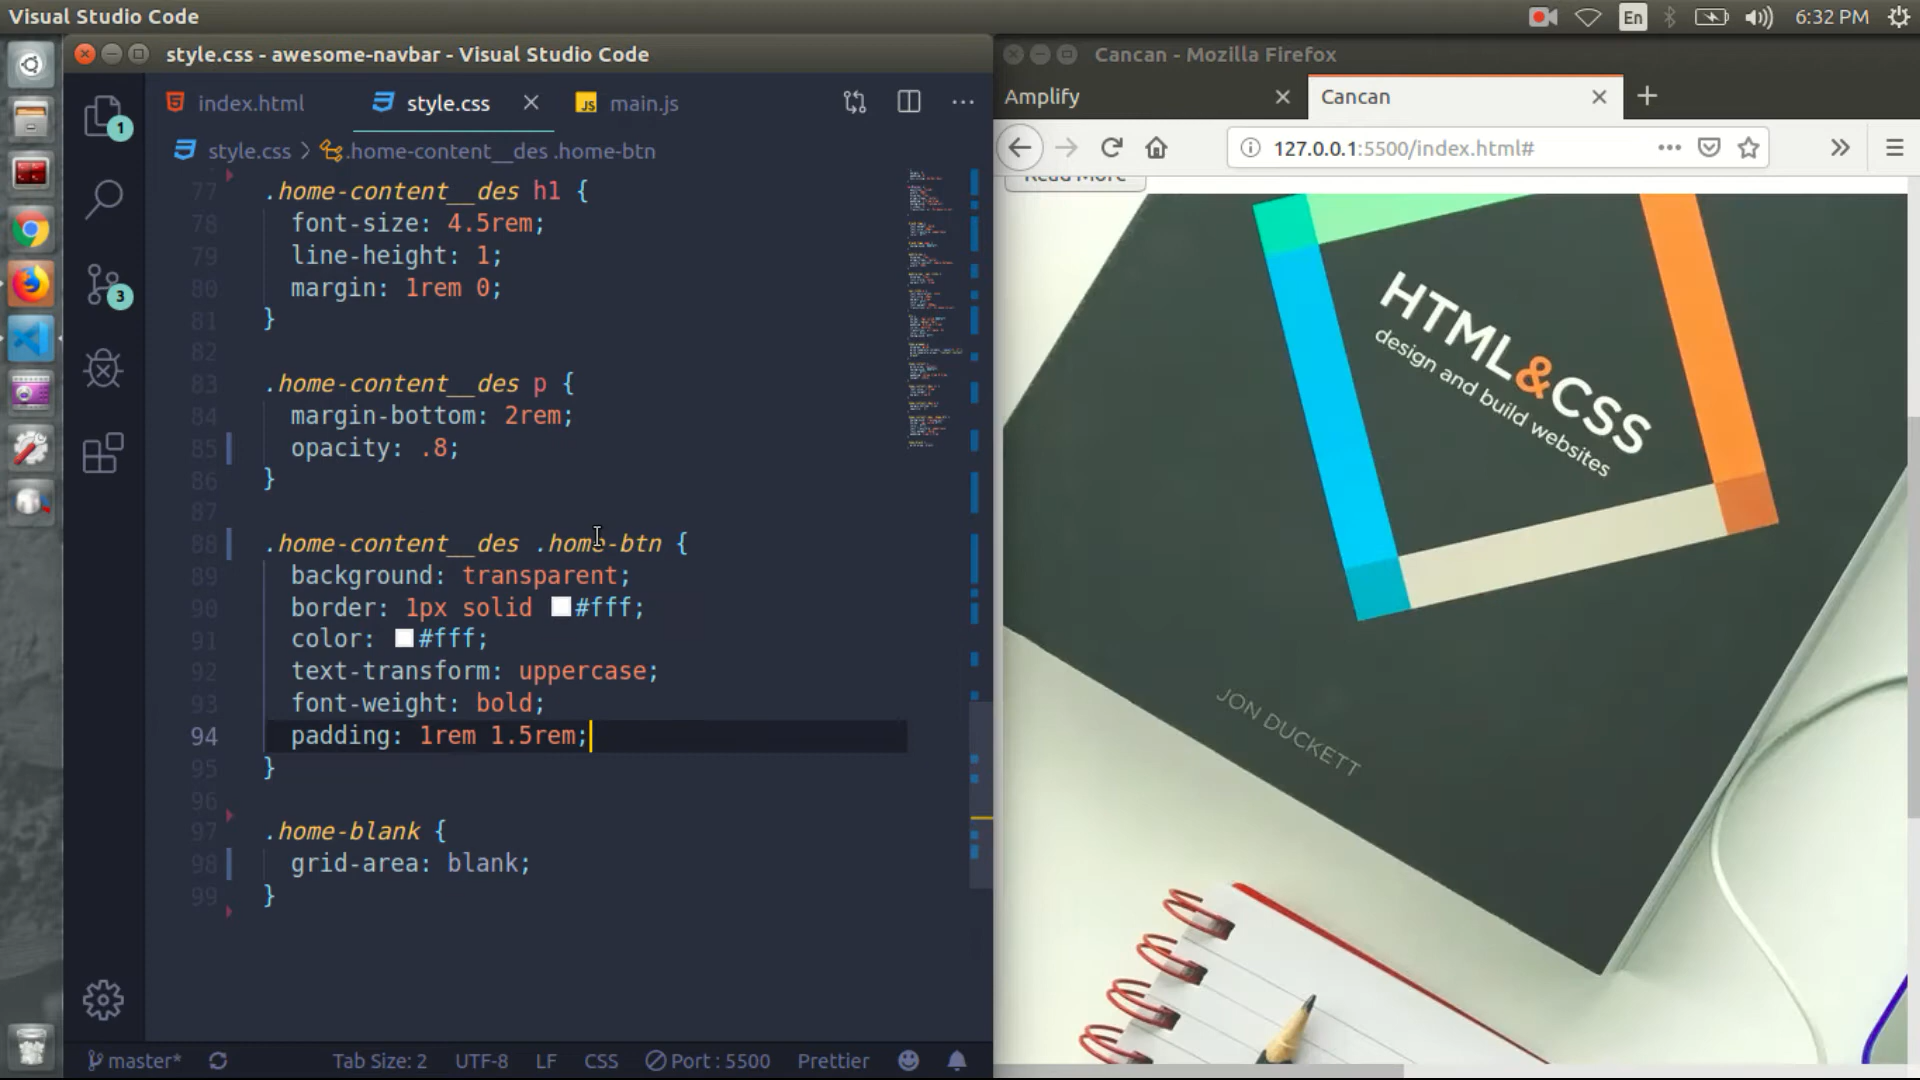 Visual Studio Code
En
6:32 PM
style.css - awesome-navbar - Visual Studio Code
index.html
style.css
JS main.js
style.css > .home-content__des .home-btn
1
3
77 .home-content__des h1 {
78 font-size: 4.5rem;
79 line-height: 1;
80 margin: 1rem 0;
81 }
82
83 .home-content__des p {
84 margin-bottom: 2rem;
85 opacity: .8;
86 }
87
88 .home-content__des .home-btn {
89 background: transparent;
90 border: 1px solid #fff;
91 color: #fff;
92 text-transform: uppercase;
93 font-weight: bold;
94 padding: 1rem 1.5rem;
95 }
96
97 .home-blank {
98 grid-area: blank;
99 }
master*
Tab Size: 2
UTF-8
LF
CSS
Port : 5500
Prettier
Cancan - Mozilla Firefox
Amplify
Cancan
127.0.0.1:5500/index.html#
Read More
HTML&CSS
design and build websites
JON DUCKETT